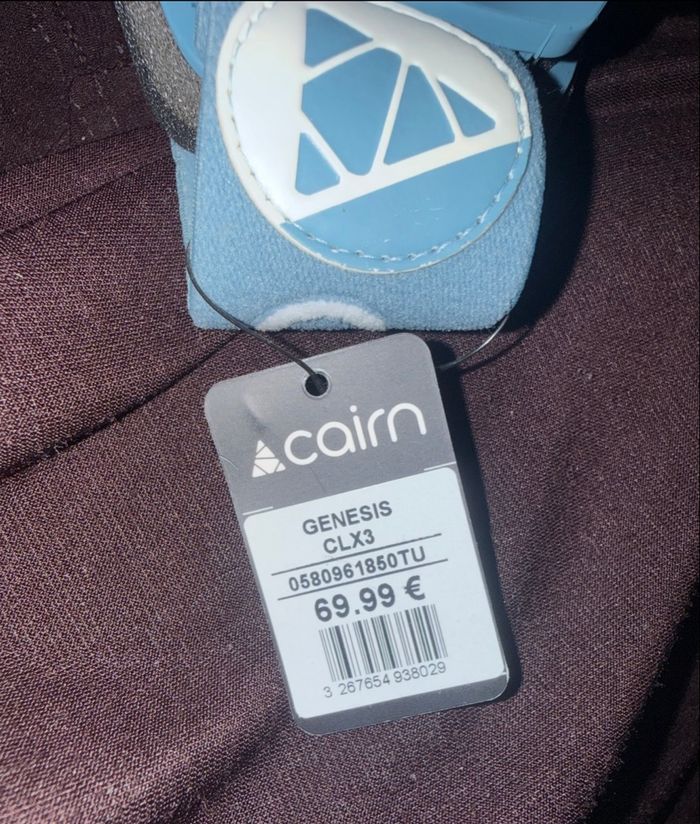 cairn
GENESIS
CLX3
0580961850TU
69.99 €
3 267654 938029